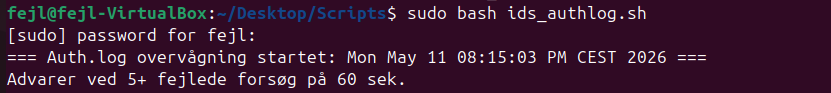 fejl@fejl-VirtualBox:~/Desktop/Scripts$ sudo bash ids_authlog.sh
[sudo] password for fejl:
=== Auth.log overvågning startet: Mon May 11 08:15:03 PM CEST 2026 ===
Advarer ved 5+ fejlede forsøg på 60 sek.